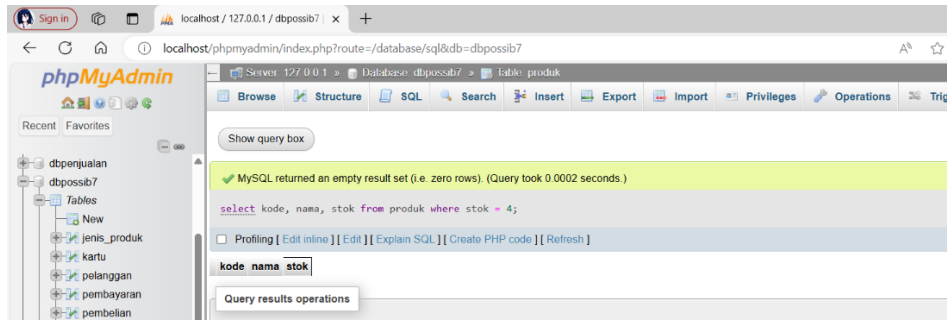 Sign in
localhost / 127.0.0.1 / dbpossib7 |
localhost/phpmyadmin/index.php?route=/database/sql&db=dbpossib7
phpMyAdmin
Recent Favorites
dbpenjualan
dbpossib7
Tables
New
jenis_produk
kartu
pelanggan
pembayaran
pembelian
Server 127.0.0.1 » Database dbpossib7 » Table produk
Browse Structure SQL Search Insert Export Import Privileges Operations Trig
Show query box
MySQL returned an empty result set (i.e. zero rows). (Query took 0.0002 seconds.)
select kode, nama, stok from produk where stok = 4;
Profiling [ Edit inline ] [ Edit ] [ Explain SQL ] [ Create PHP code ] [ Refresh ]
kode nama stok
Query results operations